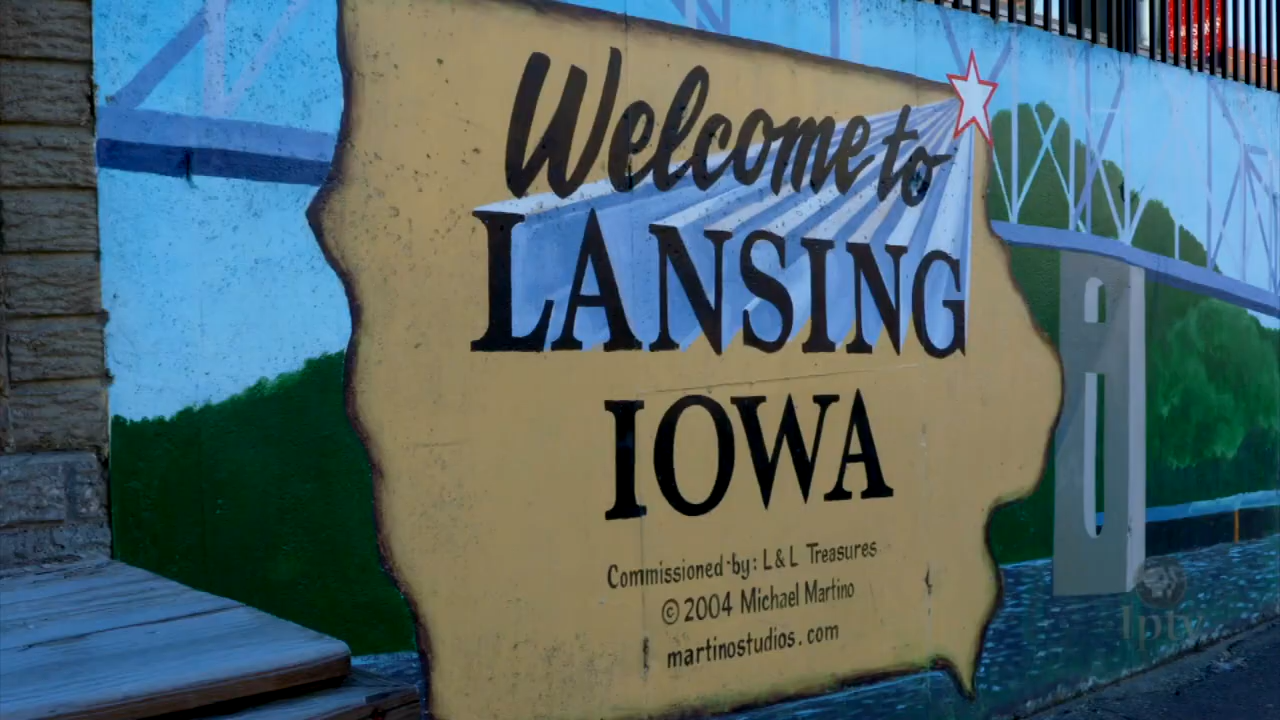 Welcome to
LANSING
IOWA
Commissioned by: L & L Treasures
© 2004 Michael Martino
martinostudios.com
iptv